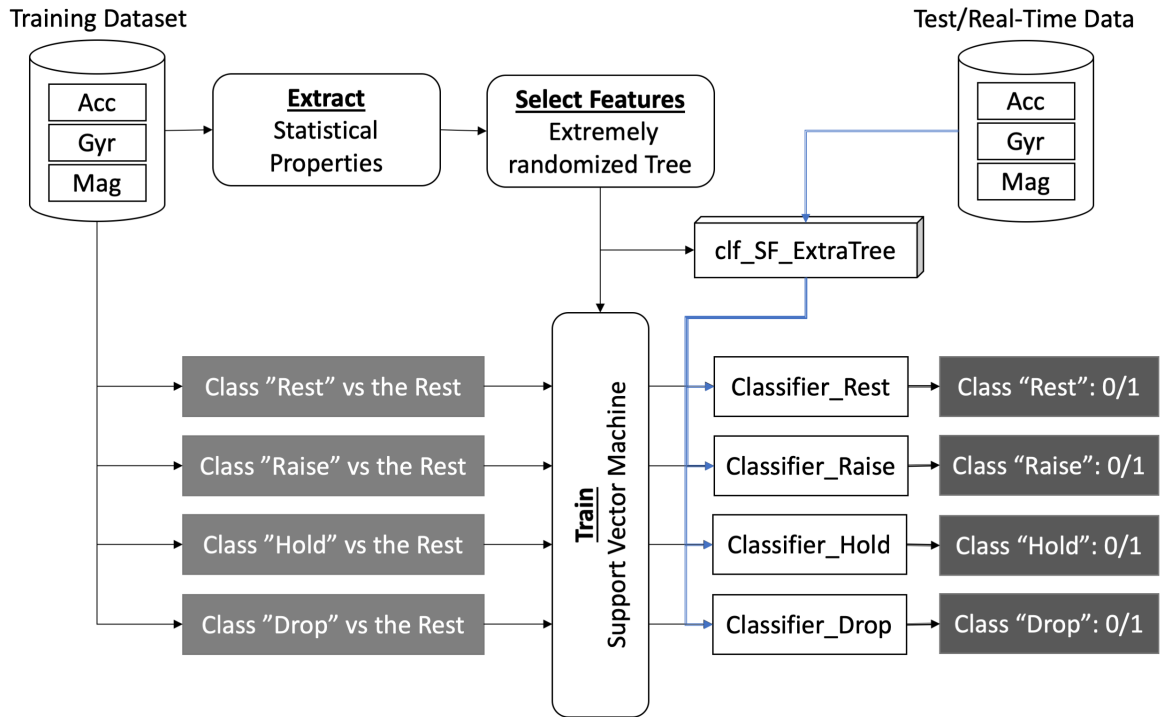 Training Dataset
Test/Real-Time Data
Acc
Gyr
Mag
Extract
Statistical
Properties
Select Features
Extremely
randomized Tree
Acc
Gyr
Mag
clf_SF_ExtraTree
Train
Support Vector Machine
Class ”Rest” vs the Rest
Classifier_Rest
Class “Rest”: 0/1
Class ”Raise” vs the Rest
Classifier_Raise
Class “Raise”: 0/1
Class ”Hold” vs the Rest
Classifier_Hold
Class “Hold”: 0/1
Class ”Drop” vs the Rest
Classifier_Drop
Class “Drop”: 0/1